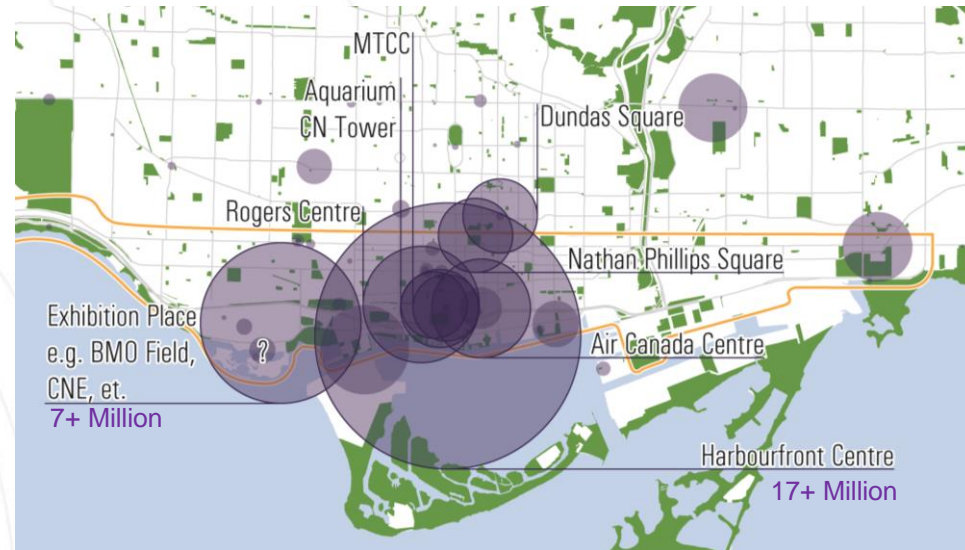 MTCC
Aquarium
CN Tower
Dundas Square
Rogers Centre
Nathan Phillips Square
Exhibition Place
e.g. BMO Field,
CNE, et.
7+ Million
?
Air Canada Centre
Harbourfront Centre
17+ Million